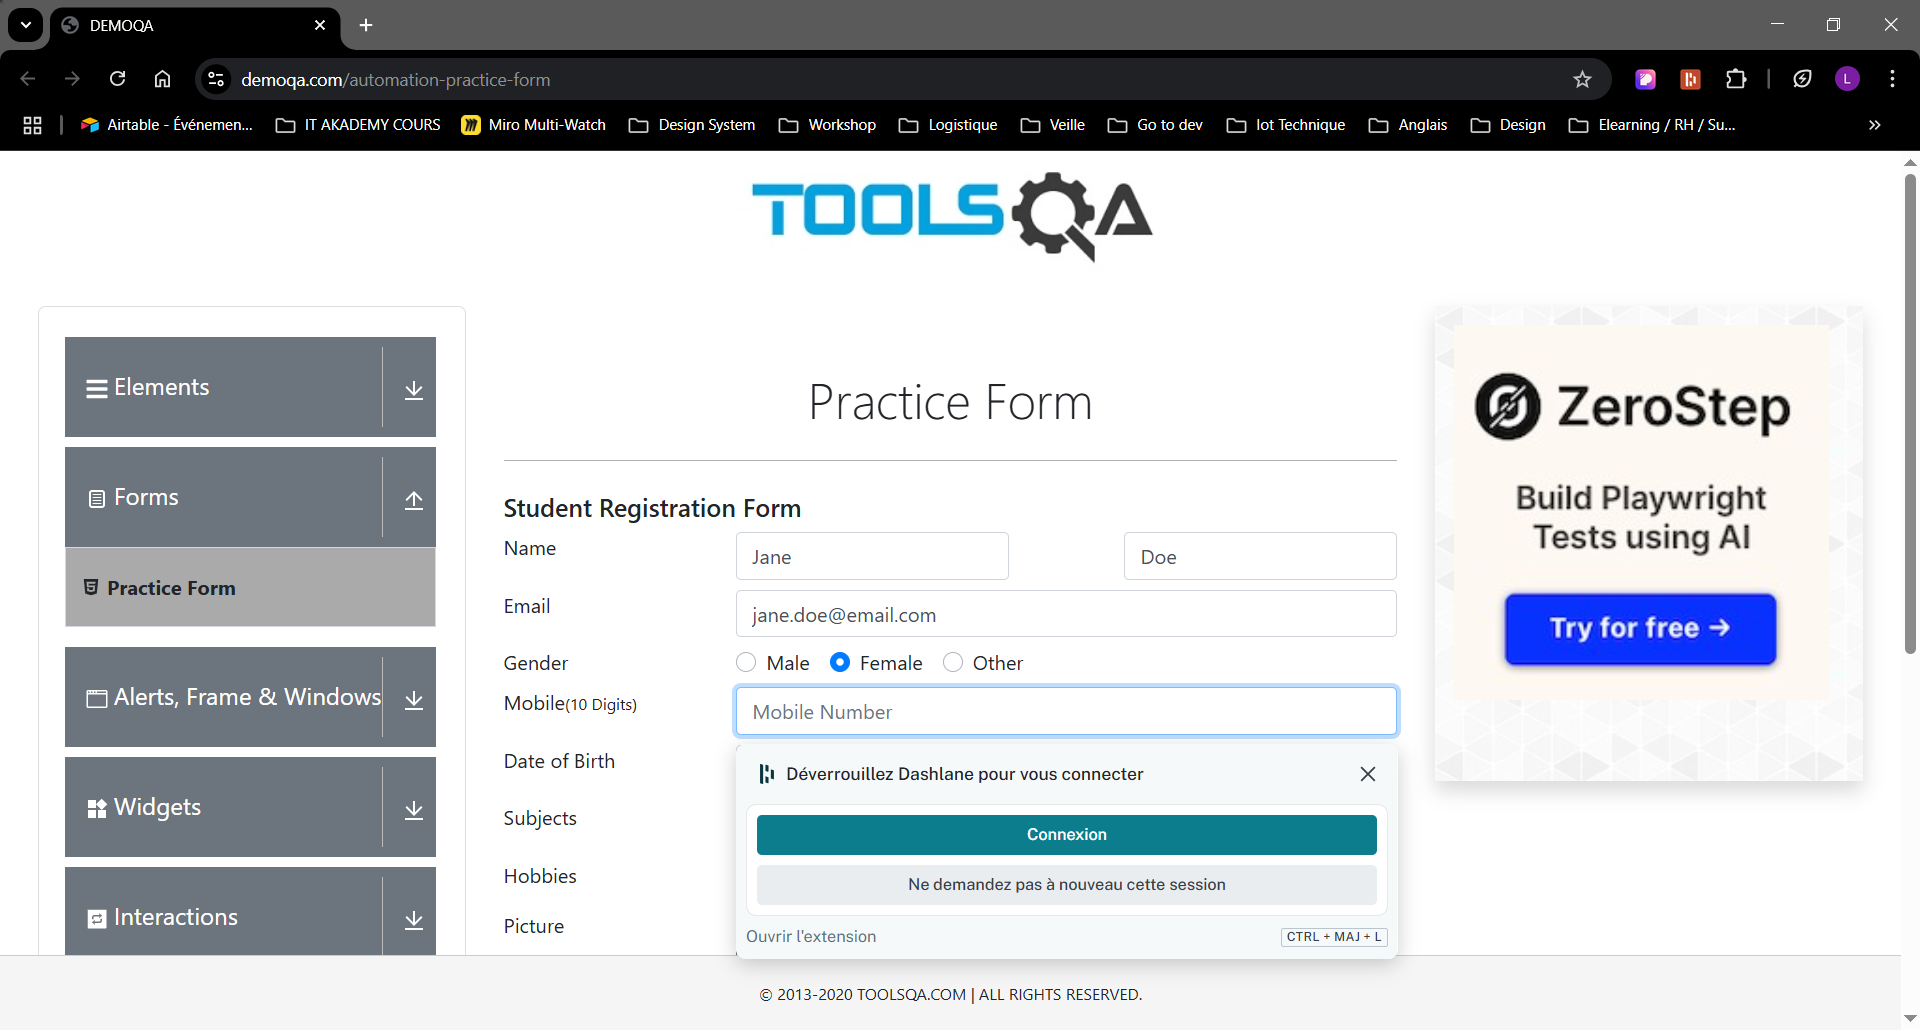 DEMOQA
demoqa.com/automation-practice-form
L
Airtable - Événemen...
IT AKADEMY COURS
Miro Multi-Watch
Design System
Workshop
Logistique
Veille
Go to dev
Iot Technique
Anglais
Design
Elearning / RH / Su...
TOOLSQA
Elements
Forms
Practice Form
Alerts, Frame & Windows
Widgets
Interactions
Practice Form
Student Registration Form
Name
Jane
Doe
Email
jane.doe@email.com
Gender
Male
Female
Other
Mobile(10 Digits)
Mobile Number
Date of Birth
Subjects
Hobbies
Picture
Déverrouillez Dashlane pour vous connecter
Connexion
Ne demandez pas à nouveau cette session
Ouvrir l'extension
CTRL + MAJ + L
ZeroStep
Build Playwright
Tests using AI
Try for free →
© 2013-2020 TOOLSQA.COM | ALL RIGHTS RESERVED.